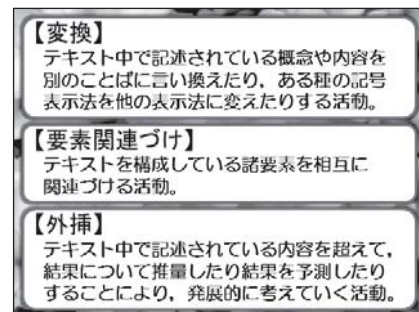 【変換】
テキスト中で記述されている概念や内容を
別のことばに言い換えたり，ある種の記号
表示法を他の表示法に変えたりする活動。
【要素関連づけ】
テキストを構成している諸要素を相互に
関連づける活動。
【外挿】
テキスト中で記述されている内容を超えて，
結果について推量したり結果を予測したり
することにより，発展的に考えていく活動。